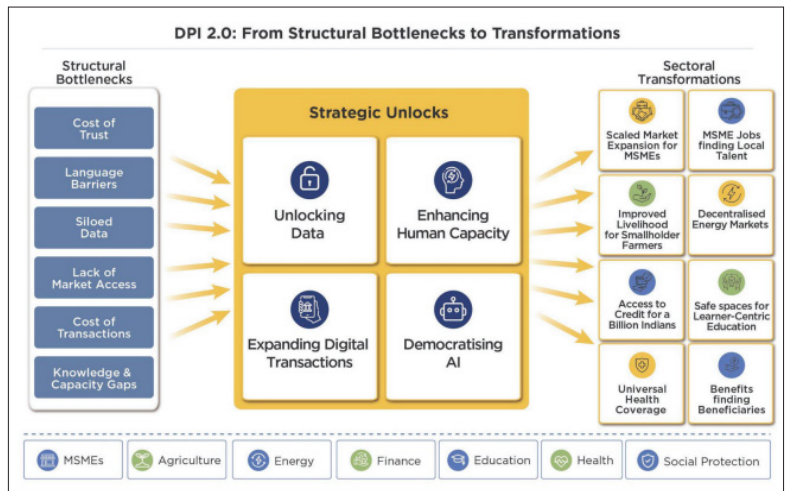 DPI 2.0: From Structural Bottlenecks to Transformations
Structural
Bottlenecks
Cost of
Trust
Language
Barriers
Siloed
Data
Lack of
Market Access
Cost of
Transactions
Knowledge &
Capacity Gaps
Strategic Unlocks
Unlocking
Data
Enhancing
Human Capacity
Expanding Digital
Transactions
Democratising
AI
Sectoral
Transformations
Scaled Market
Expansion for
MSMEs
MSME Jobs
finding Local
Talent
Improved
Livelihood
for Smallholder
Farmers
Decentralised
Energy Markets
Access to
Credit for a
Billion Indians
Safe spaces for
Learner-Centric
Education
Universal
Health
Coverage
Benefits
finding
Beneficiaries
MSMEs
Agriculture
Energy
Finance
Education
Health
Social Protection